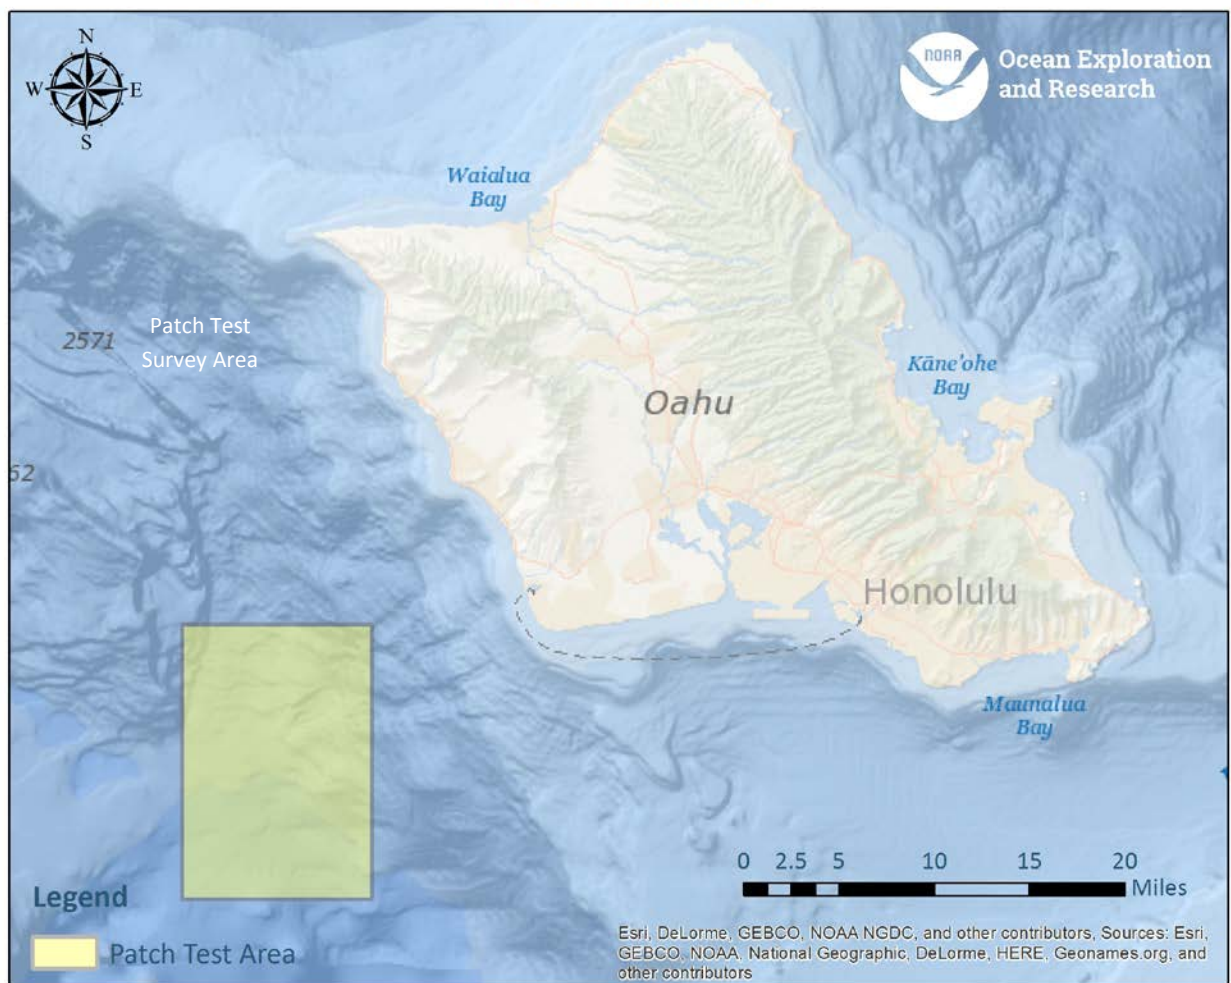 N
W
E
S
NOAA
Ocean Exploration
and Research
Waialua
Bay
2571
Patch Test
Survey Area
Kāne'ohe
Bay
Oahu
52
Honolulu
Maunalua
Bay
0 2.5 5 10 15 20
Miles
Legend
Patch Test Area
Esri, DeLorme, GEBCO, NOAA NGDC, and other contributors, Sources: Esri,
GEBCO, NOAA, National Geographic, DeLorme, HERE, Geonames.org, and
other contributors